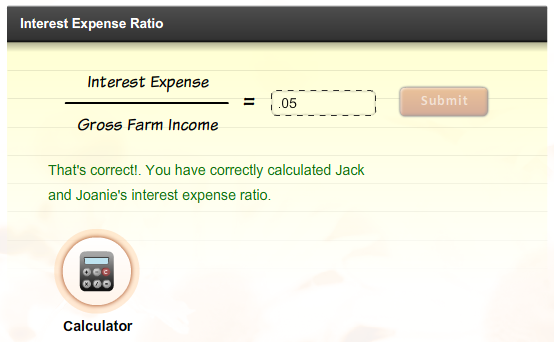 Interest Expense Ratio
Interest Expense
Gross Farm Income
=
.05
Submit
That's correct!. You have correctly calculated Jack
and Joanie's interest expense ratio.
Calculator